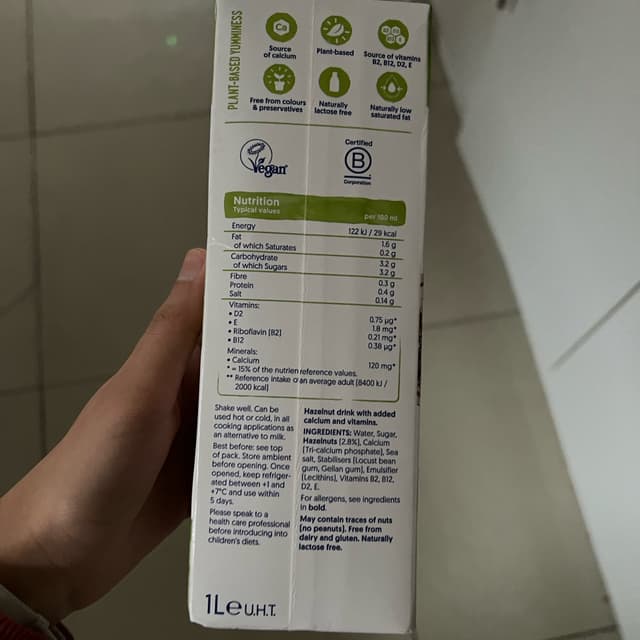 PLANT-BASED YUMMINESS
Ca
Source
of calcium
Plant-based
B2 B12
D2 E
Source of vitamins
B2, B12, D2, E
Free from colours
& preservatives
Naturally
lactose free
Naturally low
saturated fat
Vegan
Certified
B
Corporation
Nutrition
Typical values per 100 ml
Energy 122 kJ / 29 kcal
Fat 1.6 g
of which Saturates 0.2 g
Carbohydrate 3.2 g
of which Sugars 3.2 g
Fibre 0.3 g
Protein 0.4 g
Salt 0.14 g
Vitamins:
• D2 0.75 µg*
• E 1.8 mg*
• Riboflavin [B2] 0.21 mg*
• B12 0.38 µg*
Minerals:
• Calcium 120 mg*
* = 15% of the nutrien reference values.
** Reference intake o an average adult [8400 kJ /
2000 kcal]
Shake well. Can be
used hot or cold, in all
cooking applications as
an alternative to milk.
Best before: see top
of pack. Store ambient
before opening. Once
opened, keep refriger-
ated between +1 and
+7°C and use within
5 days.
Please speak to a
health care professional
before introducing into
children's diets.
Hazelnut drink with added
calcium and vitamins.
INGREDIENTS: Water, Sugar,
Hazelnuts [2.8%], Calcium
[Tri-calcium phosphate], Sea
salt, Stabilisers [Locust bean
gum, Gellan gum], Emulsifier
[Lecithins], Vitamins B2, B12,
D2, E.
For allergens, see ingredients
in bold.
May contain traces of nuts
[no peanuts]. Free from
dairy and gluten. Naturally
lactose free.
1L e U.H.T.